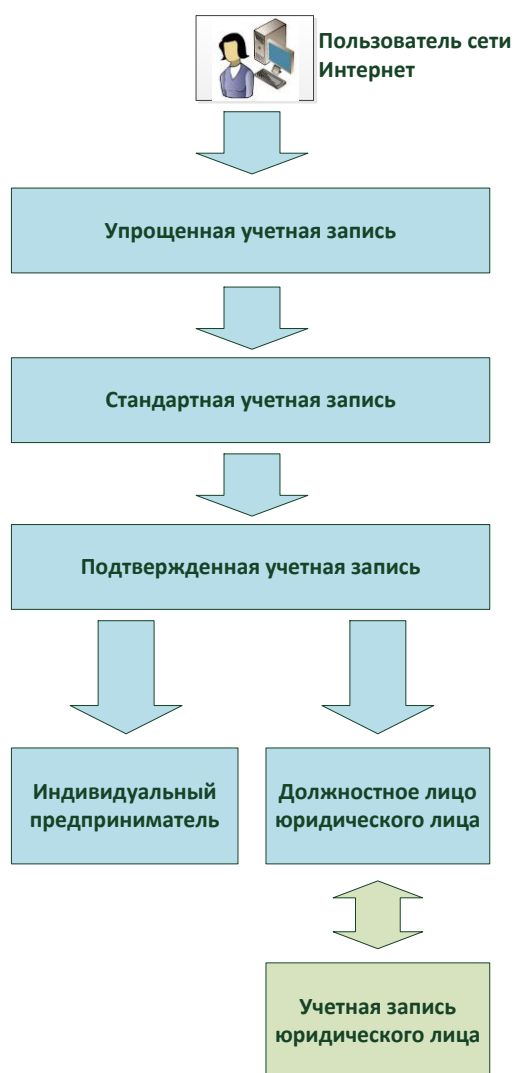 Пользователь сети
Интернет
Упрощенная учетная запись
Стандартная учетная запись
Подтвержденная учетная запись
Индивидуальный
предприниматель
Должностное лицо
юридического лица
Учетная запись
юридического лица